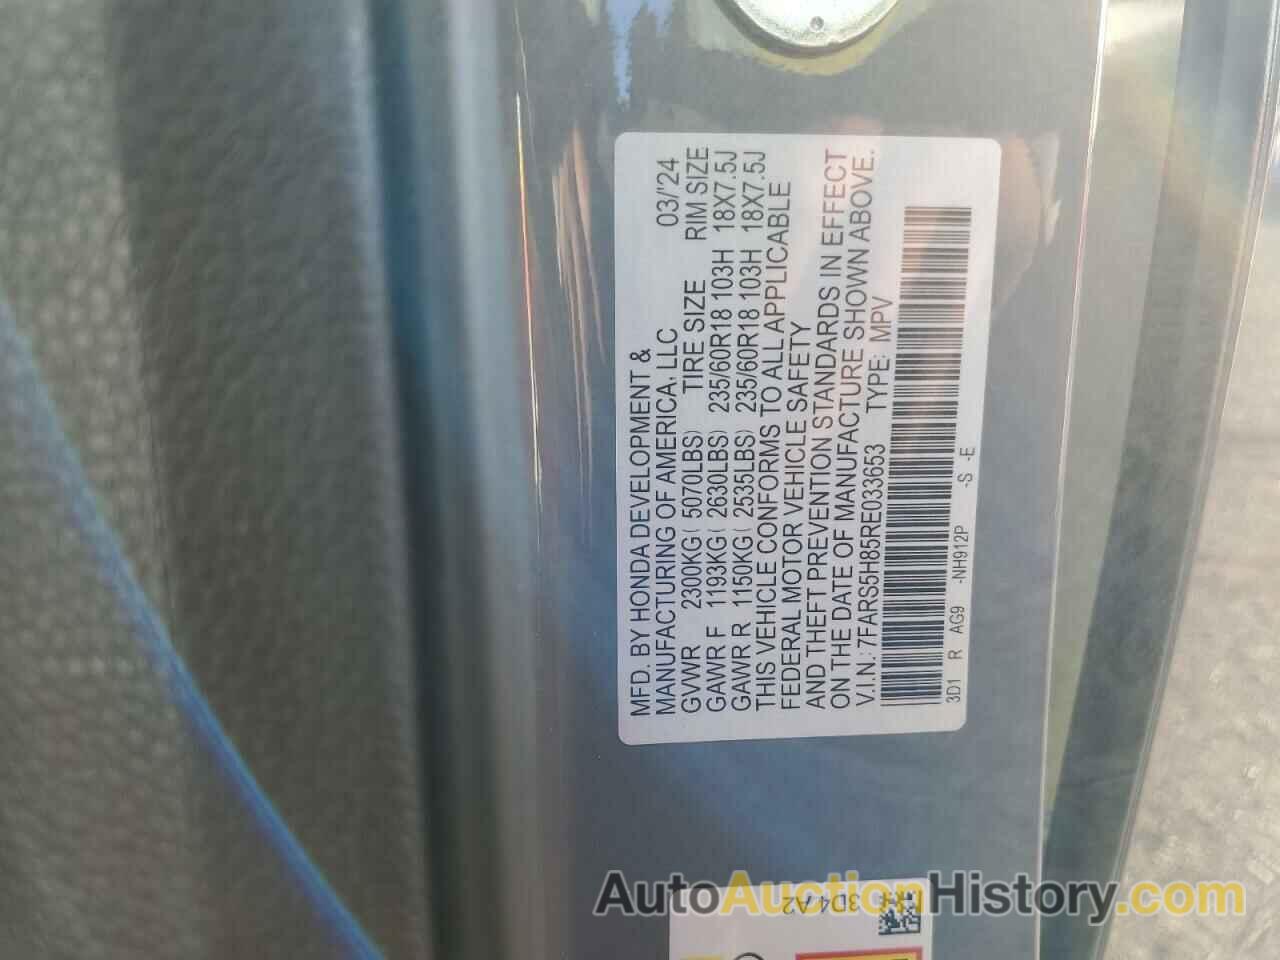 MFD. BY HONDA DEVELOPMENT &
MANUFACTURING OF AMERICA, LLC 03/'24
GVWR 2300KG ( 5070LBS) TIRE SIZE RIM SIZE
GAWR F 1193KG ( 2630LBS) 235/60R18 103H 18X7.5J
GAWR R 1150KG ( 2535LBS) 235/60R18 103H 18X7.5J
THIS VEHICLE CONFORMS TO ALL APPLICABLE
FEDERAL MOTOR VEHICLE SAFETY
AND THEFT PREVENTION STANDARDS IN EFFECT
ON THE DATE OF MANUFACTURE SHOWN ABOVE.
V.I.N.: 7FARS5H85RE033653 TYPE: MPV
3D1 R AG9 -NH912P -S -E
3D4 A2
AutoAuctionHistory.com